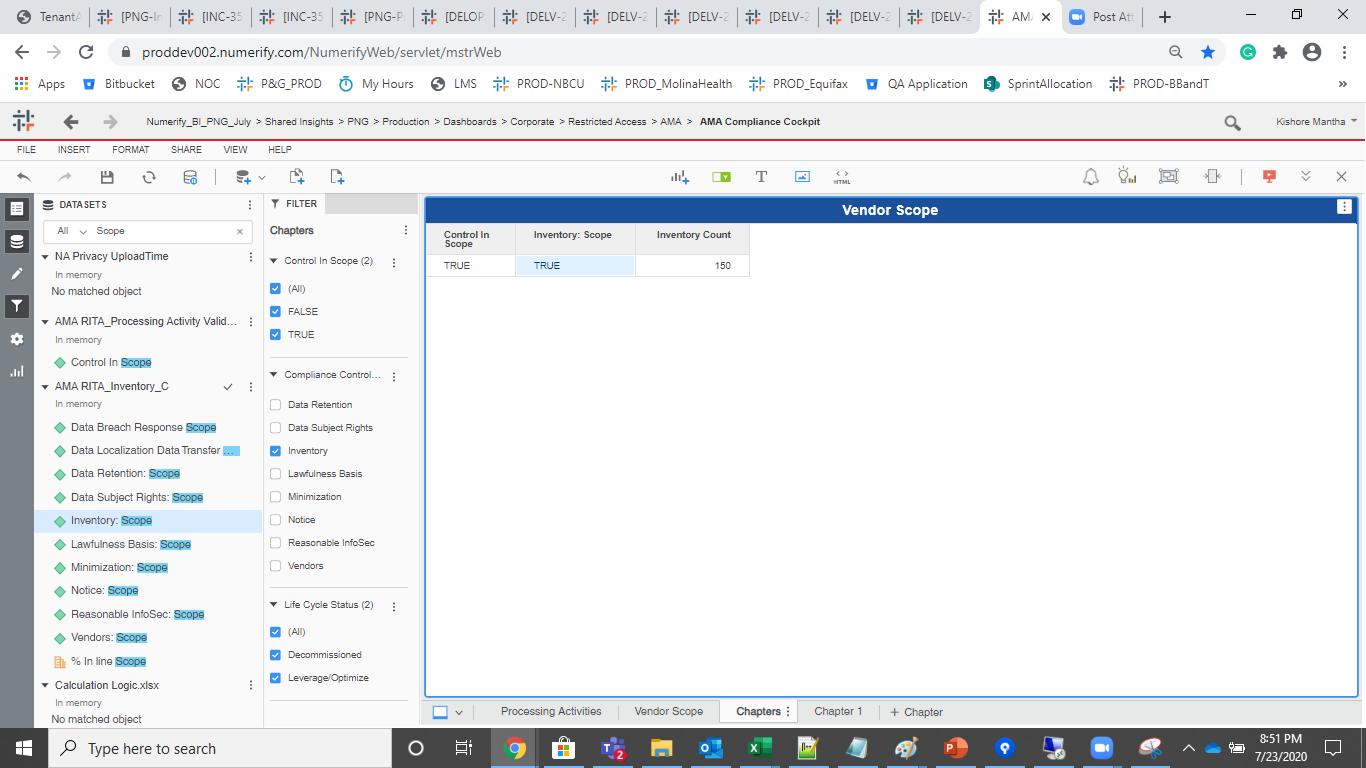 TenantA
[PNG-In
[INC-35
[INC-35
[PNG-P
[DELOP
[DELV-2
[DELV-2
[DELV-2
[DELV-2
[DELV-2
[DELV-2
AMA
Post Att
proddev002.numerify.com/NumerifyWeb/servlet/mstrWeb
Apps
Bitbucket
NOC
P&G_PROD
My Hours
LMS
PROD-NBCU
PROD_MolinaHealth
PROD_Equifax
QA Application
SprintAllocation
PROD-BBandT
»
Numerify_BI_PNG_July > Shared Insights > PNG > Production > Dashboards > Corporate > Restricted Access > AMA > AMA Compliance Cockpit
Kishore Mantha
FILE INSERT FORMAT SHARE VIEW HELP
HTML
DATASETS
All Scope
NA Privacy UploadTime
In memory
No matched object
AMA RITA_Processing Activity Valid...
In memory
Control In Scope
AMA RITA_Inventory_C
In memory
Data Breach Response Scope
Data Localization Data Transfer ...
Data Retention: Scope
Data Subject Rights: Scope
Inventory: Scope
Lawfulness Basis: Scope
Minimization: Scope
Notice: Scope
Reasonable InfoSec: Scope
Vendors: Scope
% In line Scope
Calculation Logic.xlsx
In memory
No matched object
FILTER
Chapters
Control In Scope (2)
(All)
FALSE
TRUE
Compliance Control...
Data Retention
Data Subject Rights
Inventory
Lawfulness Basis
Minimization
Notice
Reasonable InfoSec
Vendors
Life Cycle Status (2)
(All)
Decommissioned
Leverage/Optimize
Vendor Scope
Control In
Scope
Inventory: Scope
Inventory Count
TRUE TRUE 150
Processing Activities
Vendor Scope
Chapters
Chapter 1
+ Chapter
Type here to search
8:51 PM
7/23/2020